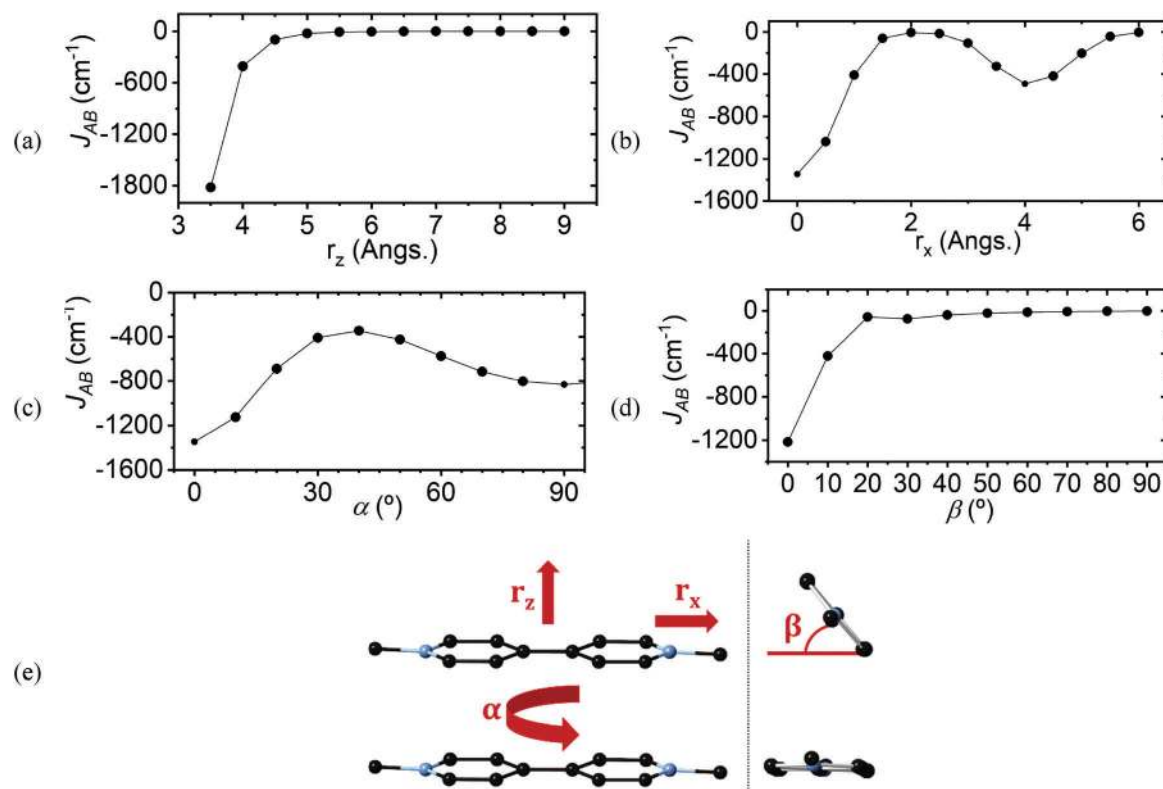 (a)
J_AB (cm⁻¹)
0
-600
-1200
-1800
3 4 5 6 7 8 9
r_z (Angs.)
(b)
J_AB (cm⁻¹)
0
-400
-800
-1200
-1600
0 2 4 6
r_x (Angs.)
(c)
J_AB (cm⁻¹)
0
-400
-800
-1200
-1600
0 30 60 90
α (º)
(d)
J_AB (cm⁻¹)
0
-400
-800
-1200
0 10 20 30 40 50 60 70 80 90
β (º)
(e)
r_z
r_x
β
α